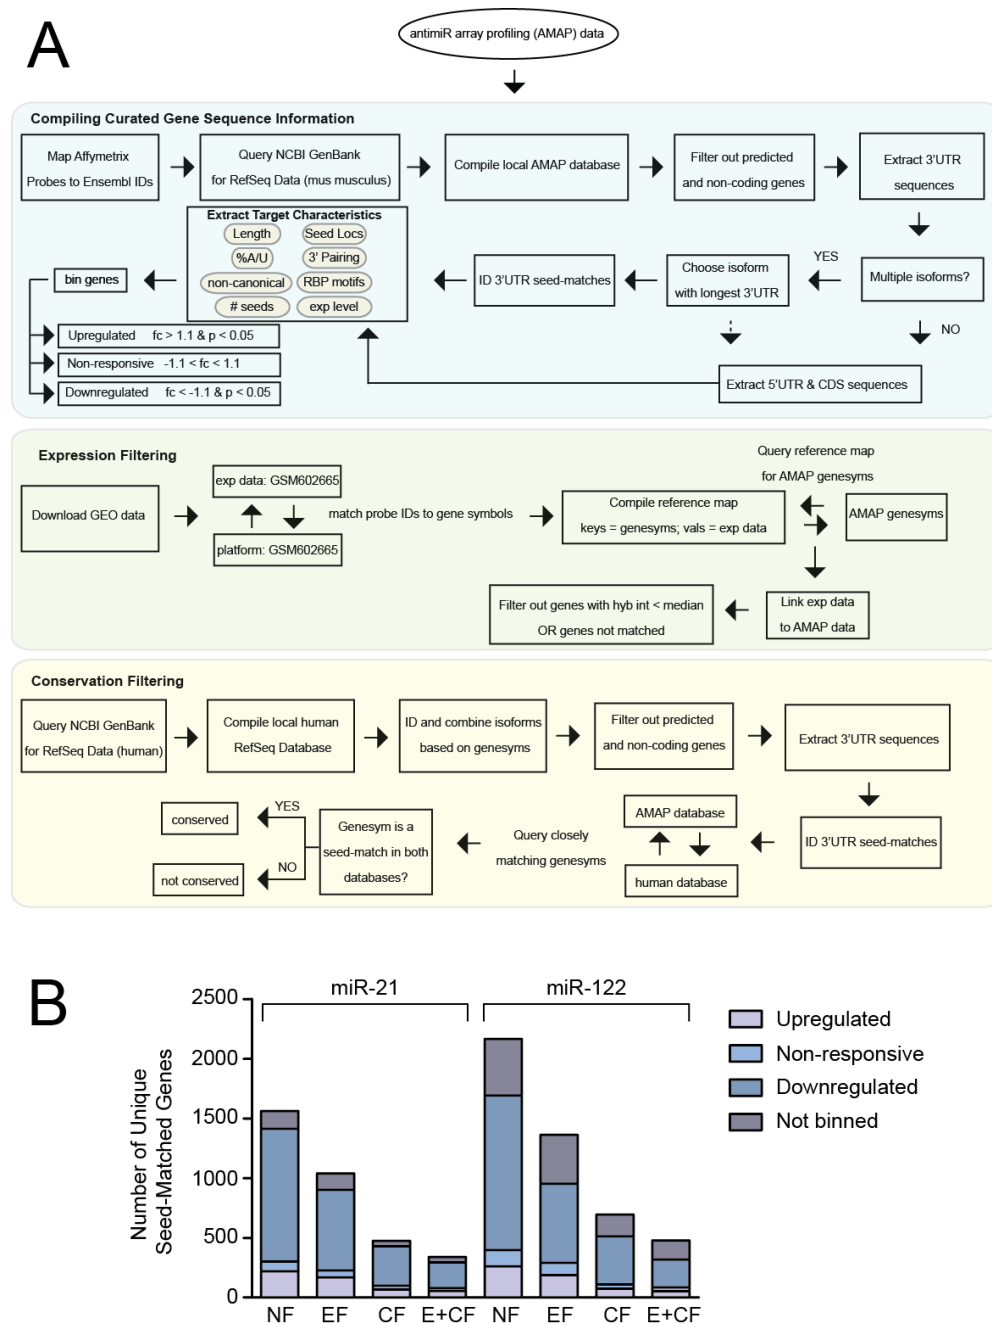 A
antimiR array profiling (AMAP) data
Compiling Curated Gene Sequence Information
Map Affymetrix
Probes to Ensembl IDs
Query NCBI GenBank
for RefSeq Data (mus musculus)
Compile local AMAP database
Filter out predicted
and non-coding genes
Extract 3'UTR
sequences
Extract Target Characteristics
Length
Seed Locs
%A/U
3' Pairing
non-canonical
RBP motifs
# seeds
exp level
bin genes
ID 3'UTR seed-matches
Choose isoform
with longest 3'UTR
YES
Multiple isoforms?
NO
Upregulated fc > 1.1 & p < 0.05
Non-responsive -1.1 < fc < 1.1
Downregulated fc < -1.1 & p < 0.05
Extract 5'UTR & CDS sequences
Expression Filtering
Download GEO data
exp data: GSM602665
platform: GSM602665
match probe IDs to gene symbols
Compile reference map
keys = genesyms; vals = exp data
Query reference map
for AMAP genesyms
AMAP genesyms
Link exp data
to AMAP data
Filter out genes with hyb int < median
OR genes not matched
Conservation Filtering
Query NCBI GenBank
for RefSeq Data (human)
Compile local human
RefSeq Database
ID and combine isoforms
based on genesyms
Filter out predicted
and non-coding genes
Extract 3'UTR sequences
ID 3'UTR seed-matches
AMAP database
human database
Query closely
matching genesyms
Genesym is a
seed-match in both
databases?
YES
NO
conserved
not conserved
B
miR-21
miR-122
Number of Unique
Seed-Matched Genes
2500
2000
1500
1000
500
0
NF EF CF E+CF NF EF CF E+CF
Upregulated
Non-responsive
Downregulated
Not binned